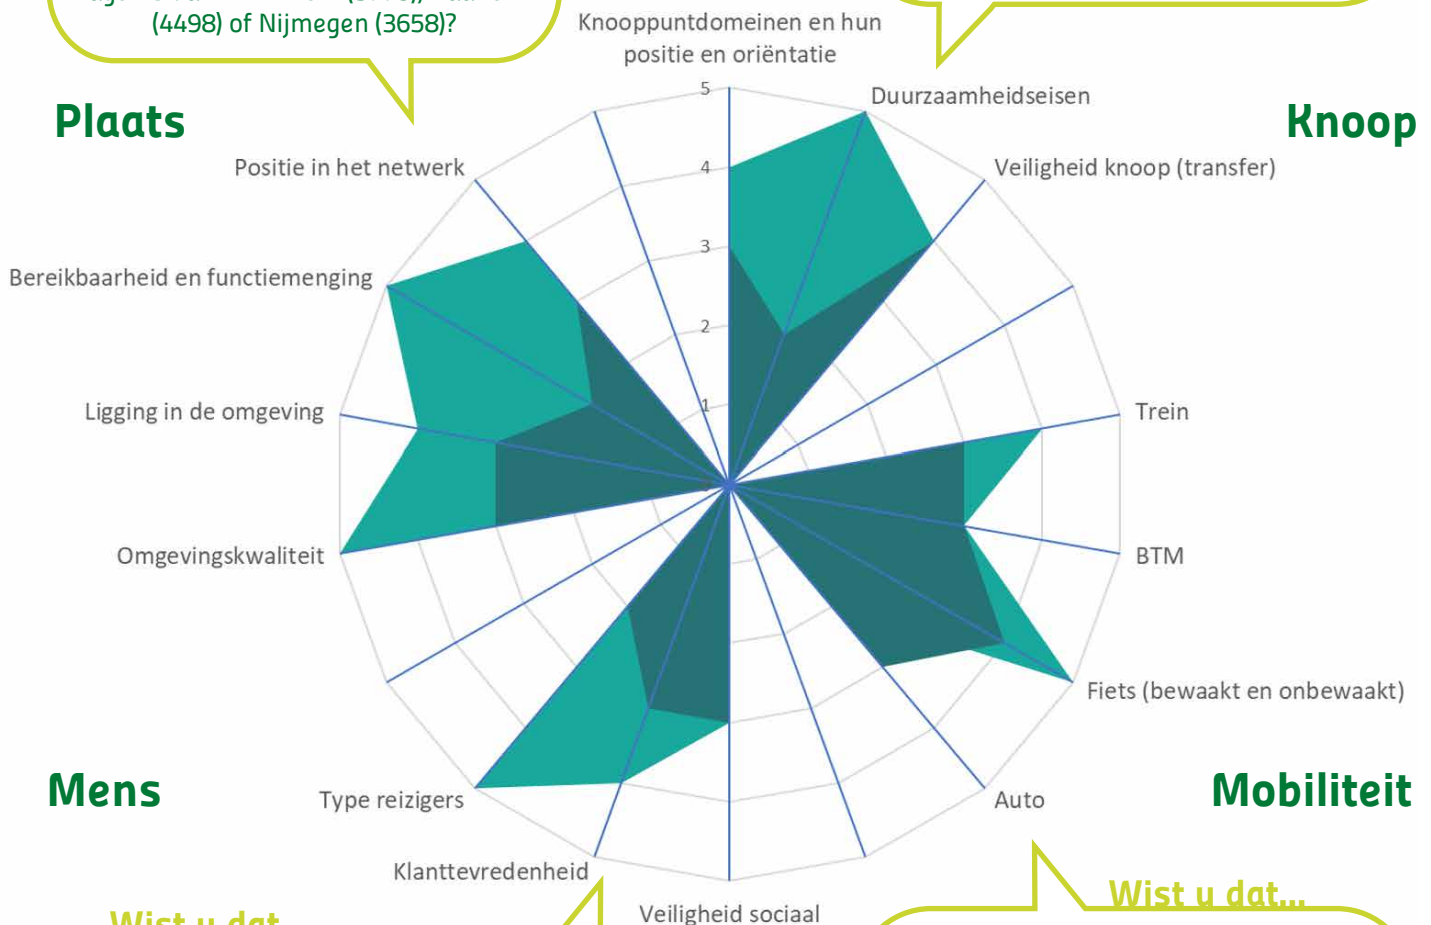 (4498) of Nijmegen (3658)?
Knooppuntdomeinen en hun
positie en oriëntatie
Plaats
Knoop
Duurzaamheidseisen
Positie in het netwerk
Veiligheid knoop (transfer)
Bereikbaarheid en functiemenging
Ligging in de omgeving
Trein
Omgevingskwaliteit
BTM
Fiets (bewaakt en onbewaakt)
5
4
3
2
1
Mens
Mobiliteit
Type reizigers
Auto
Klanttevredenheid
Veiligheid sociaal
Wist u dat
Wist u dat...